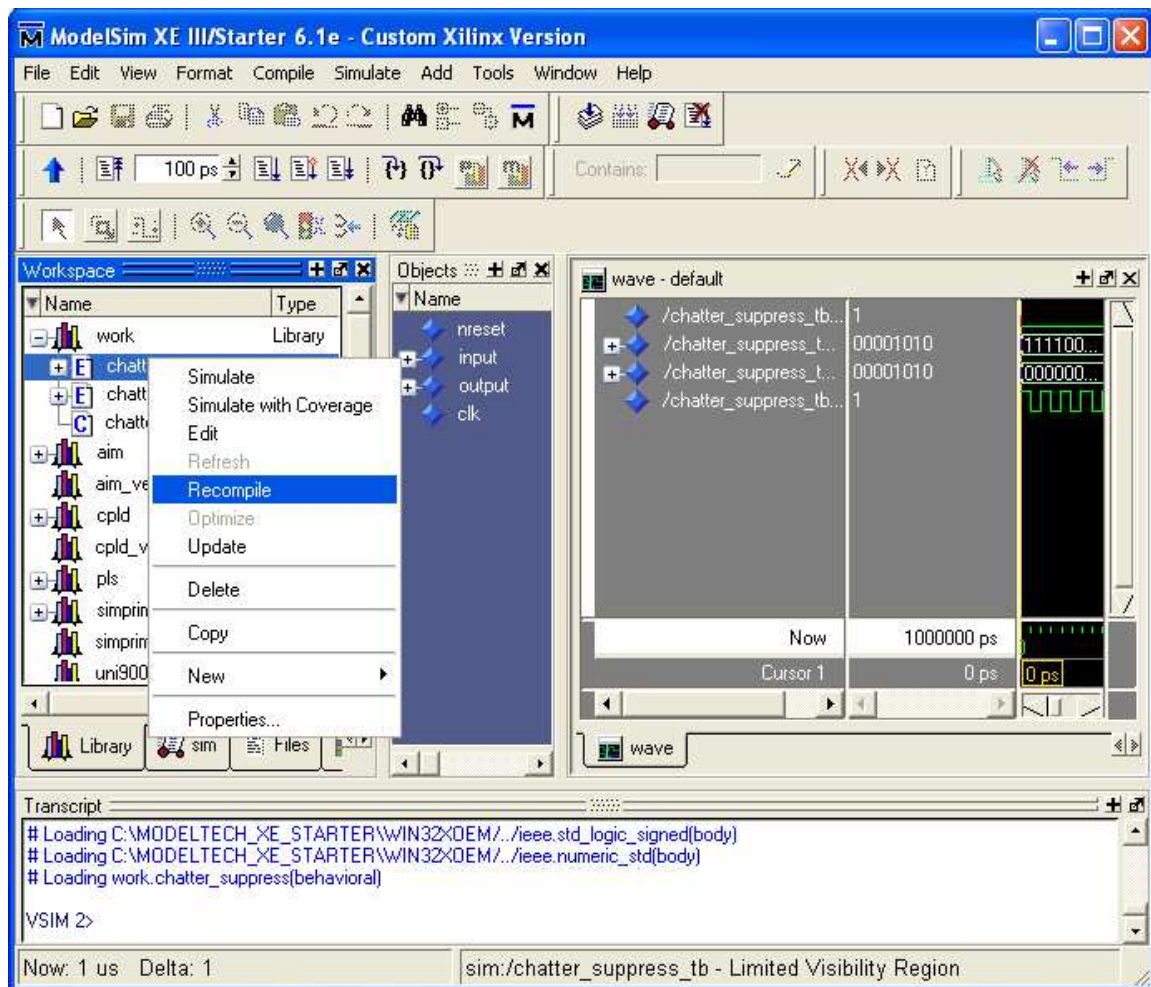 ModelSim XE III/Starter 6.1e - Custom Xilinx Version
File Edit View Format Compile Simulate Add Tools Window Help
100 ps
Contains:
Workspace
Name Type
work Library
chatt
chatt
chatt
aim
aim_ve
cpld
cpld_v
pls
simprin
simprim
uni900
Library sim Files
Simulate
Simulate with Coverage
Edit
Refresh
Recompile
Optimize
Update
Delete
Copy
New
Properties...
Objects
Name
nreset
input
output
clk
wave - default
/chatter_suppress_tb... 1
/chatter_suppress_t... 00001010 111100...
/chatter_suppress_t... 00001010 000000...
/chatter_suppress_tb... 1
Now 1000000 ps
Cursor 1 0 ps 0 ps
wave
Transcript
# Loading C:\MODELTECH_XE_STARTER\WIN32XOEM/../ieee.std_logic_signed(body)
# Loading C:\MODELTECH_XE_STARTER\WIN32XOEM/../ieee.numeric_std(body)
# Loading work.chatter_suppress(behavioral)
VSIM 2>
Now: 1 us Delta: 1 sim:/chatter_suppress_tb - Limited Visibility Region